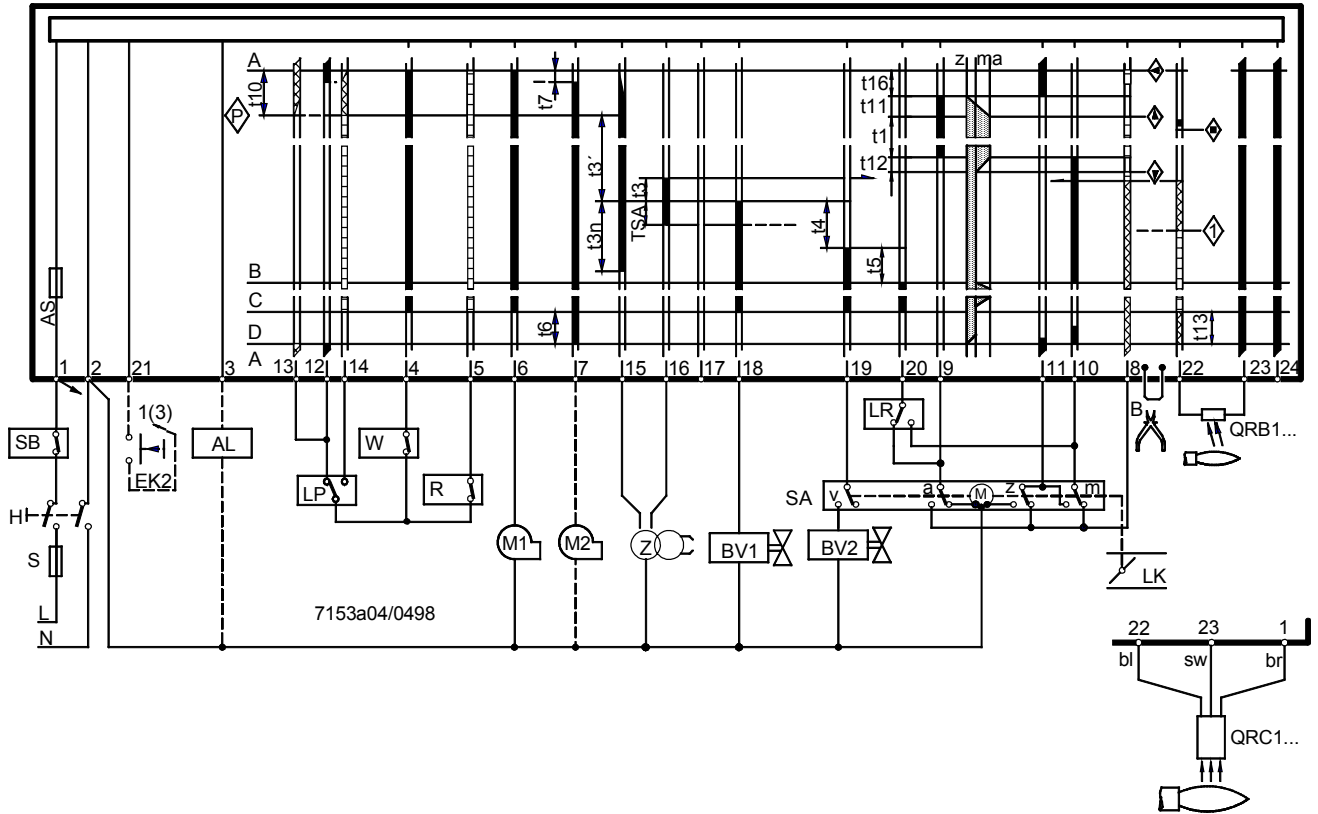 A
z
ma
t10
P
t7
t16
t11
t1
t12
t3´
t3
TSA
t3n
t4
t5
1
B
C
D
A
t6
t13
AS
1
2
21
3
13
12
14
4
5
6
7
15
16
17
18
19
20
9
11
10
8
22
23
24
SB
1(3)
EK2
AL
W
LP
R
LR
B
QRB1...
SA
v
a
M
z
m
H
S
M1
M2
Z
BV1
BV2
LK
L
N
7153a04/0498
22
23
1
bl
sw
br
QRC1...